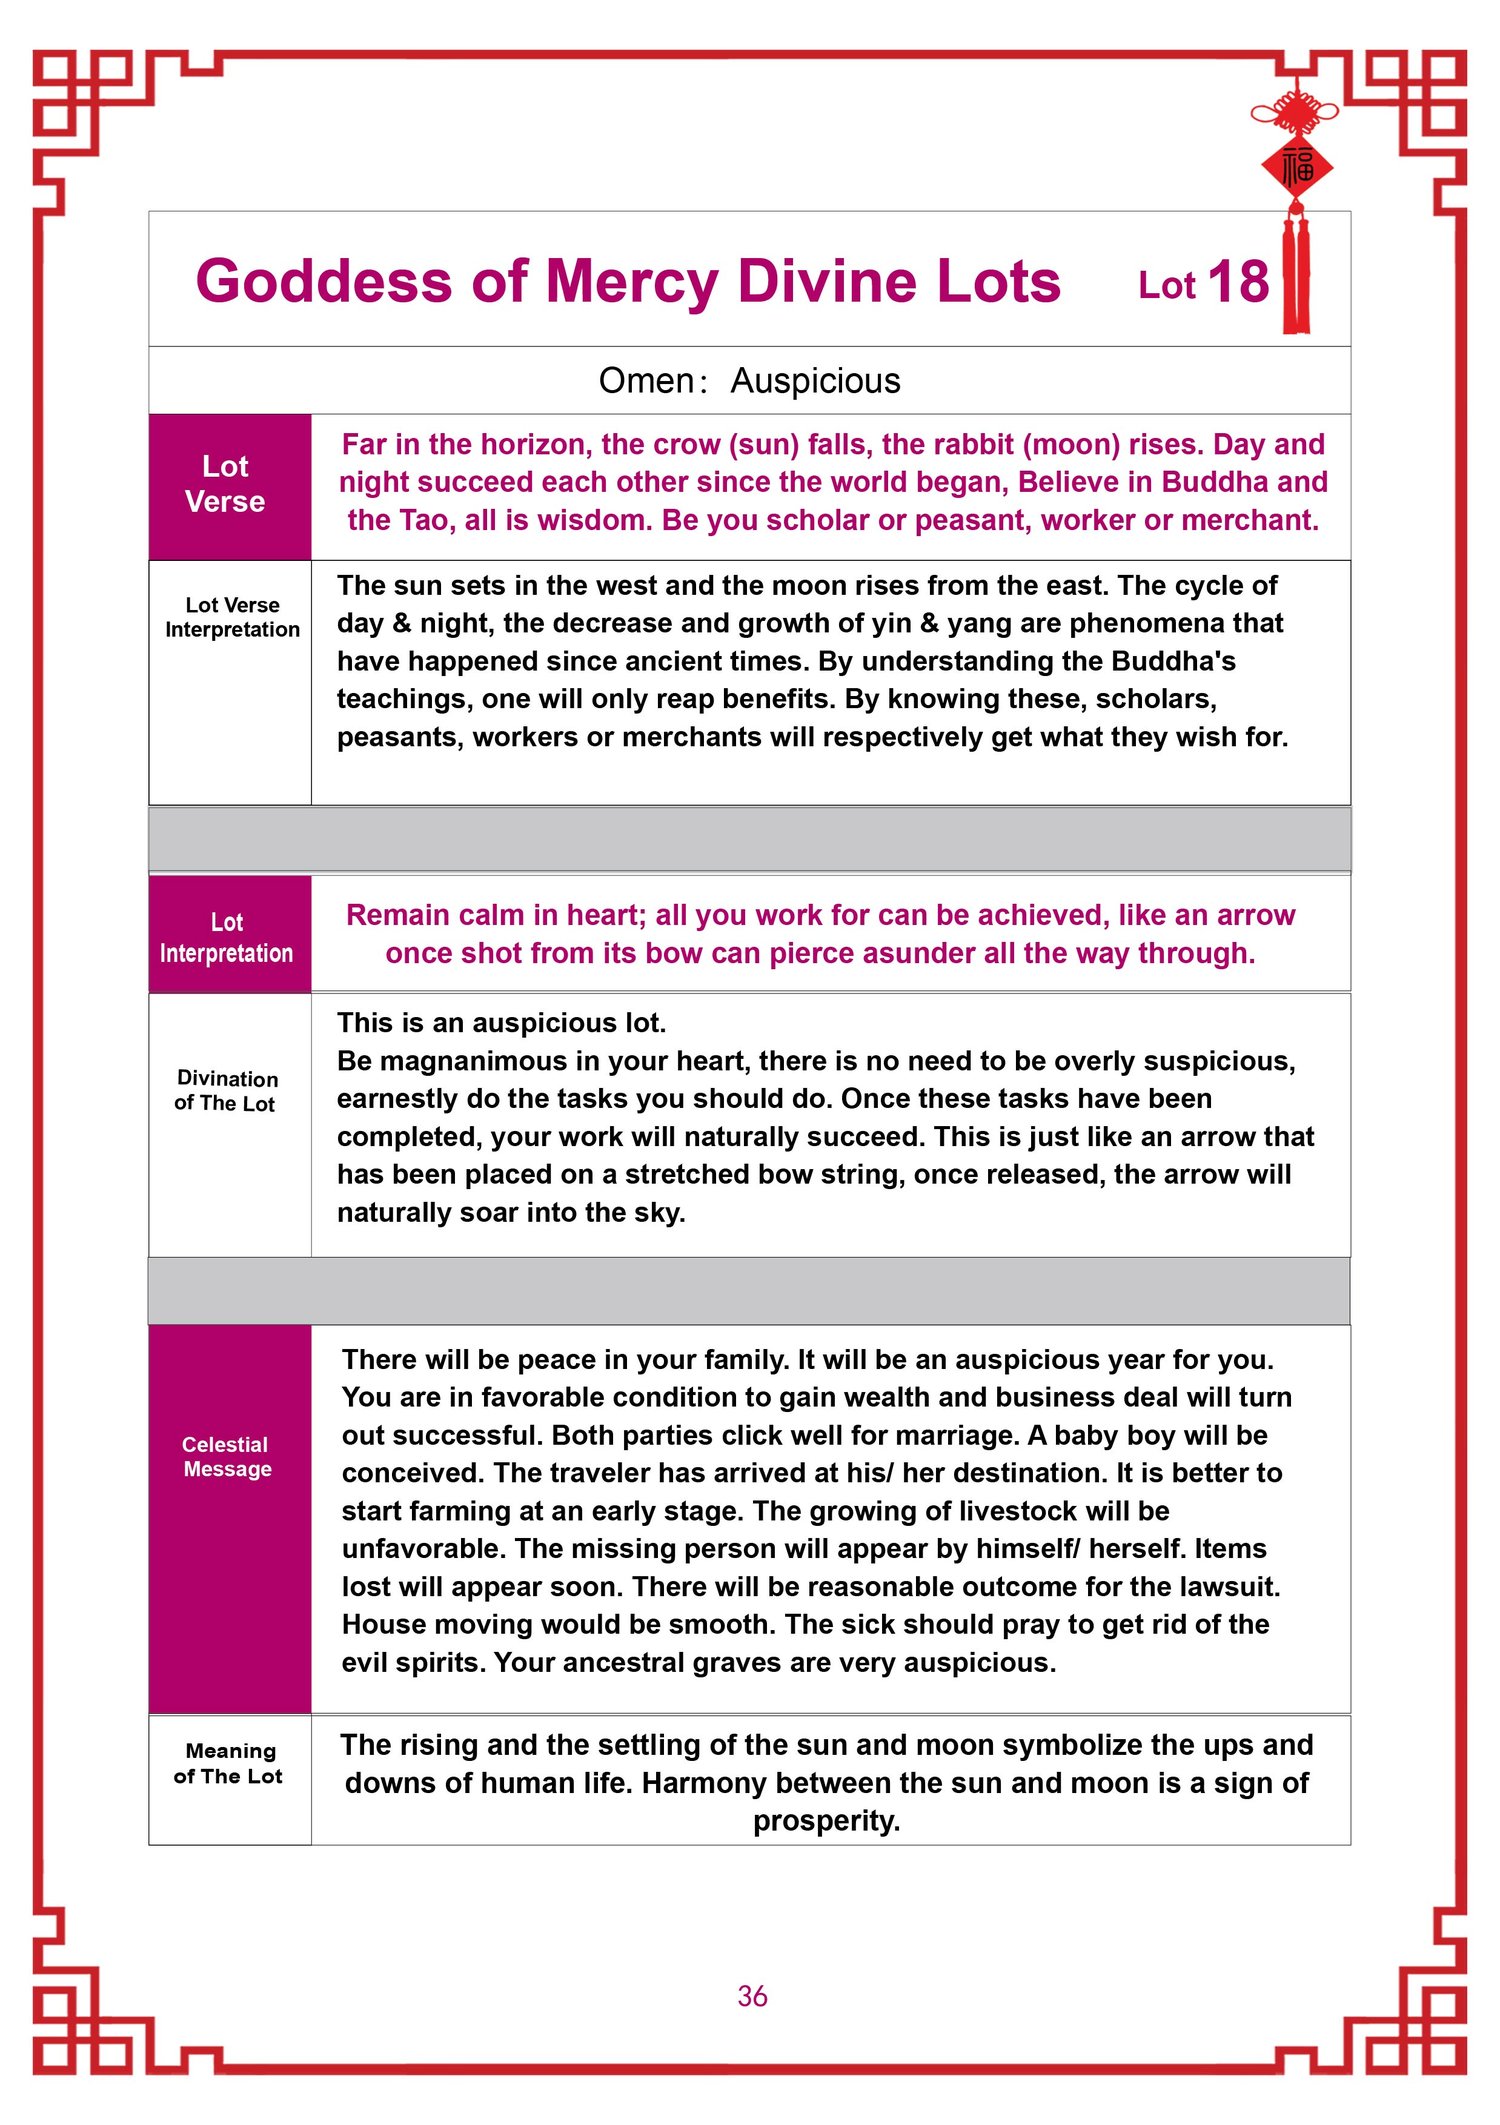 福
Goddess of Mercy Divine Lots Lot 18
Omen： Auspicious
Lot
Verse
Far in the horizon, the crow (sun) falls, the rabbit (moon) rises. Day and
night succeed each other since the world began, Believe in Buddha and
the Tao, all is wisdom. Be you scholar or peasant, worker or merchant.
Lot Verse
Interpretation
The sun sets in the west and the moon rises from the east. The cycle of
day & night, the decrease and growth of yin & yang are phenomena that
have happened since ancient times. By understanding the Buddha's
teachings, one will only reap benefits. By knowing these, scholars,
peasants, workers or merchants will respectively get what they wish for.
Lot
Interpretation
Remain calm in heart; all you work for can be achieved, like an arrow
once shot from its bow can pierce asunder all the way through.
Divination
of The Lot
This is an auspicious lot.
Be magnanimous in your heart, there is no need to be overly suspicious,
earnestly do the tasks you should do. Once these tasks have been
completed, your work will naturally succeed. This is just like an arrow that
has been placed on a stretched bow string, once released, the arrow will
naturally soar into the sky.
Celestial
Message
There will be peace in your family. It will be an auspicious year for you.
You are in favorable condition to gain wealth and business deal will turn
out successful. Both parties click well for marriage. A baby boy will be
conceived. The traveler has arrived at his/ her destination. It is better to
start farming at an early stage. The growing of livestock will be
unfavorable. The missing person will appear by himself/ herself. Items
lost will appear soon. There will be reasonable outcome for the lawsuit.
House moving would be smooth. The sick should pray to get rid of the
evil spirits. Your ancestral graves are very auspicious.
Meaning
of The Lot
The rising and the settling of the sun and moon symbolize the ups and
downs of human life. Harmony between the sun and moon is a sign of
prosperity.
36